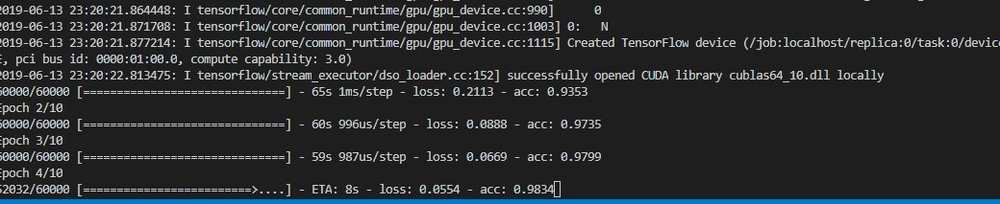 2019-06-13 23:20:21.864448: I tensorflow/core/common_runtime/gpu/gpu_device.cc:990]      0
2019-06-13 23:20:21.871708: I tensorflow/core/common_runtime/gpu/gpu_device.cc:1003] 0:   N
2019-06-13 23:20:21.877214: I tensorflow/core/common_runtime/gpu/gpu_device.cc:1115] Created TensorFlow device (/job:localhost/replica:0/task:0/device
E, pci bus id: 0000:01:00.0, compute capability: 3.0)
2019-06-13 23:20:22.813475: I tensorflow/stream_executor/dso_loader.cc:152] successfully opened CUDA library cublas64_10.dll locally
60000/60000 [==============================] - 65s 1ms/step - loss: 0.2113 - acc: 0.9353
Epoch 2/10
60000/60000 [==============================] - 60s 996us/step - loss: 0.0888 - acc: 0.9735
Epoch 3/10
60000/60000 [==============================] - 59s 987us/step - loss: 0.0669 - acc: 0.9799
Epoch 4/10
52032/60000 [=========================>....] - ETA: 8s - loss: 0.0554 - acc: 0.9834